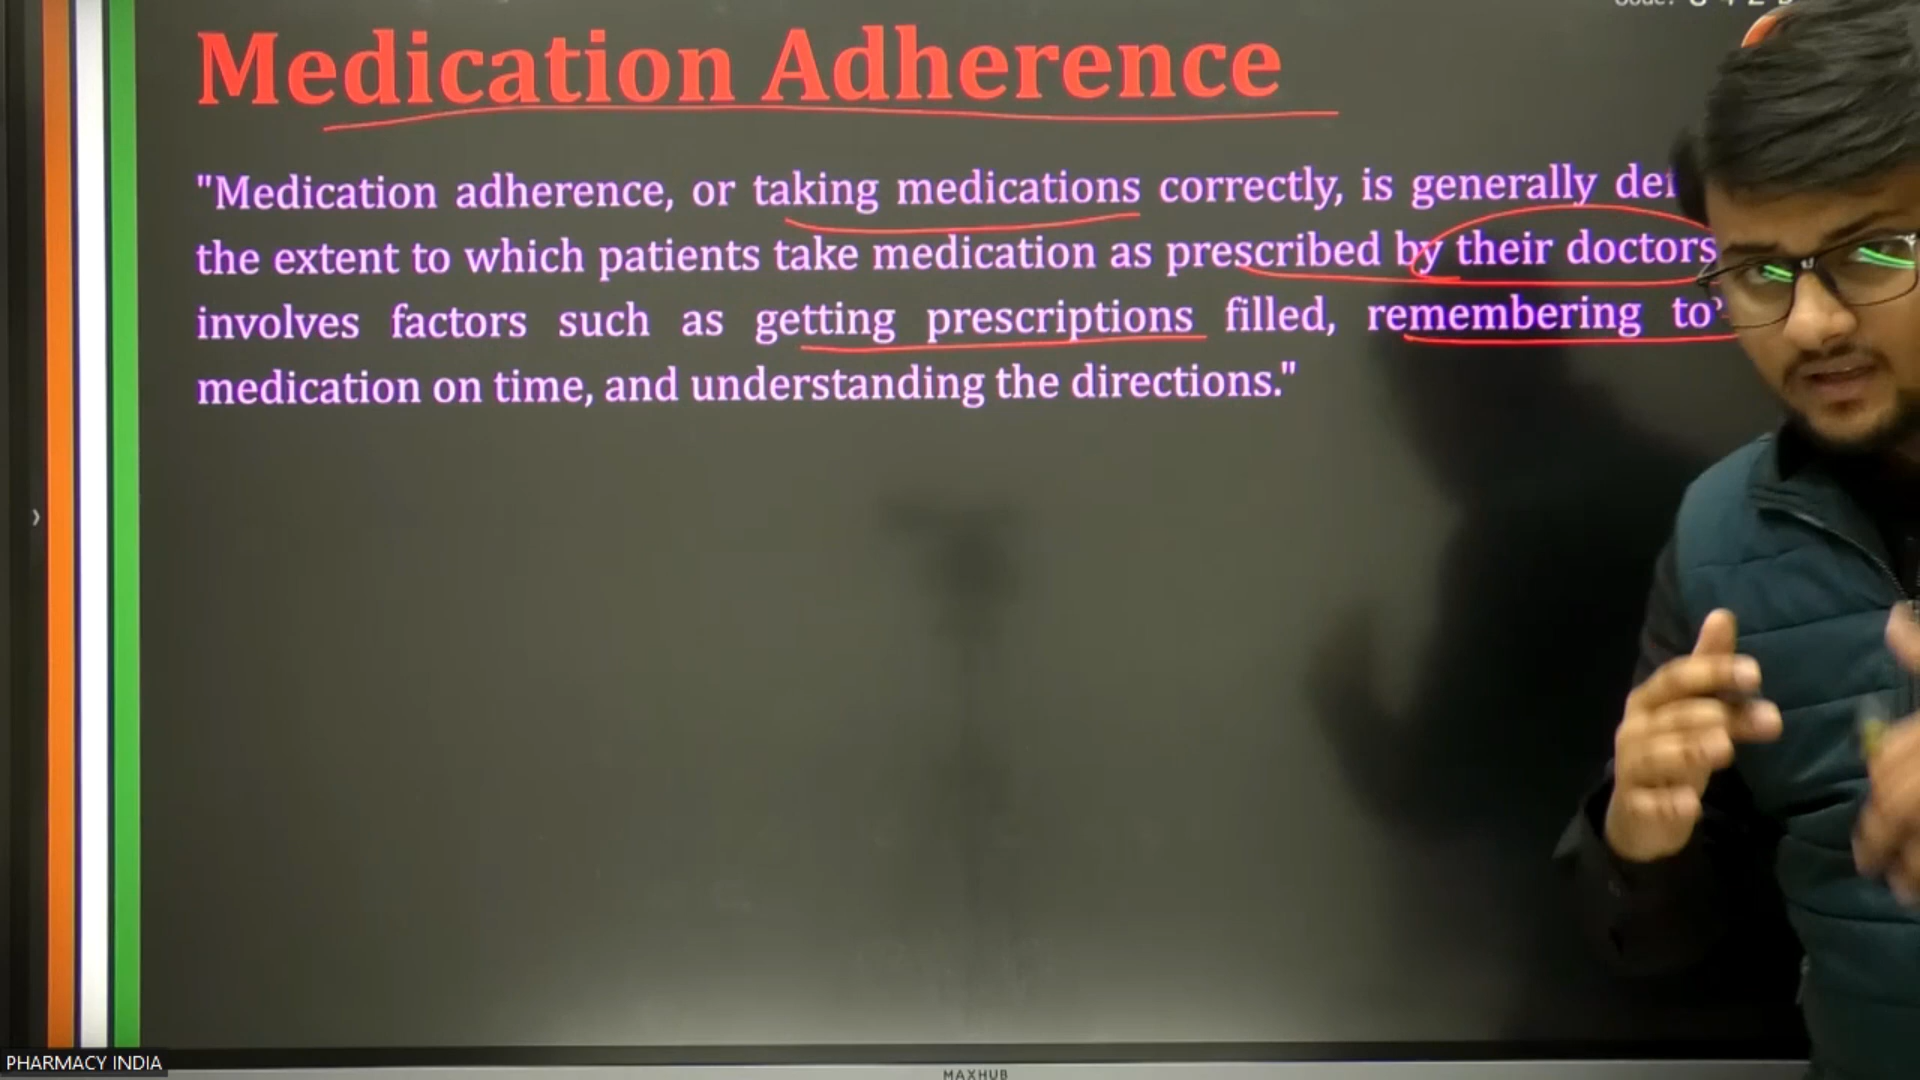 Medication Adherence
"Medication adherence, or taking medications correctly, is generally
the extent to which patients take medication as prescribed by their doctors
involves factors such as getting prescriptions filled, remembering to
medication on time, and understanding the directions."
PHARMACY INDIA
MAXHUB